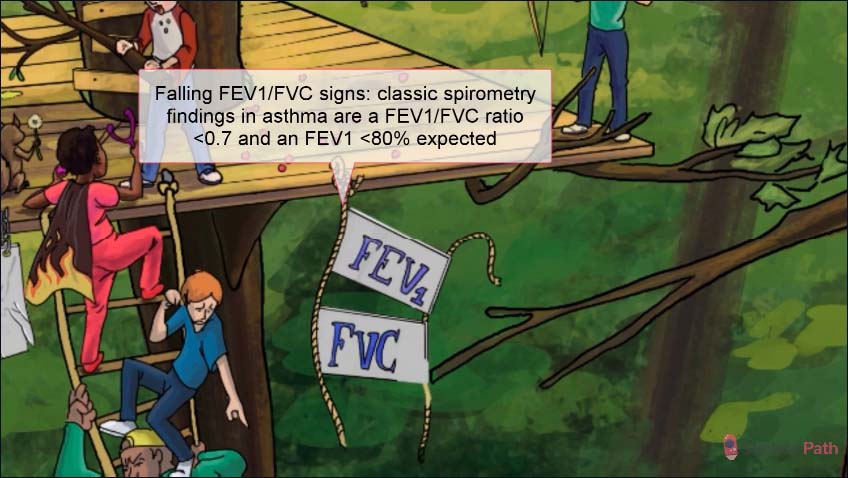 Falling FEV1/FVC signs: classic spirometry
findings in asthma are a FEV1/FVC ratio
<0.7 and an FEV1 <80% expected
FEV1
FVC
Path